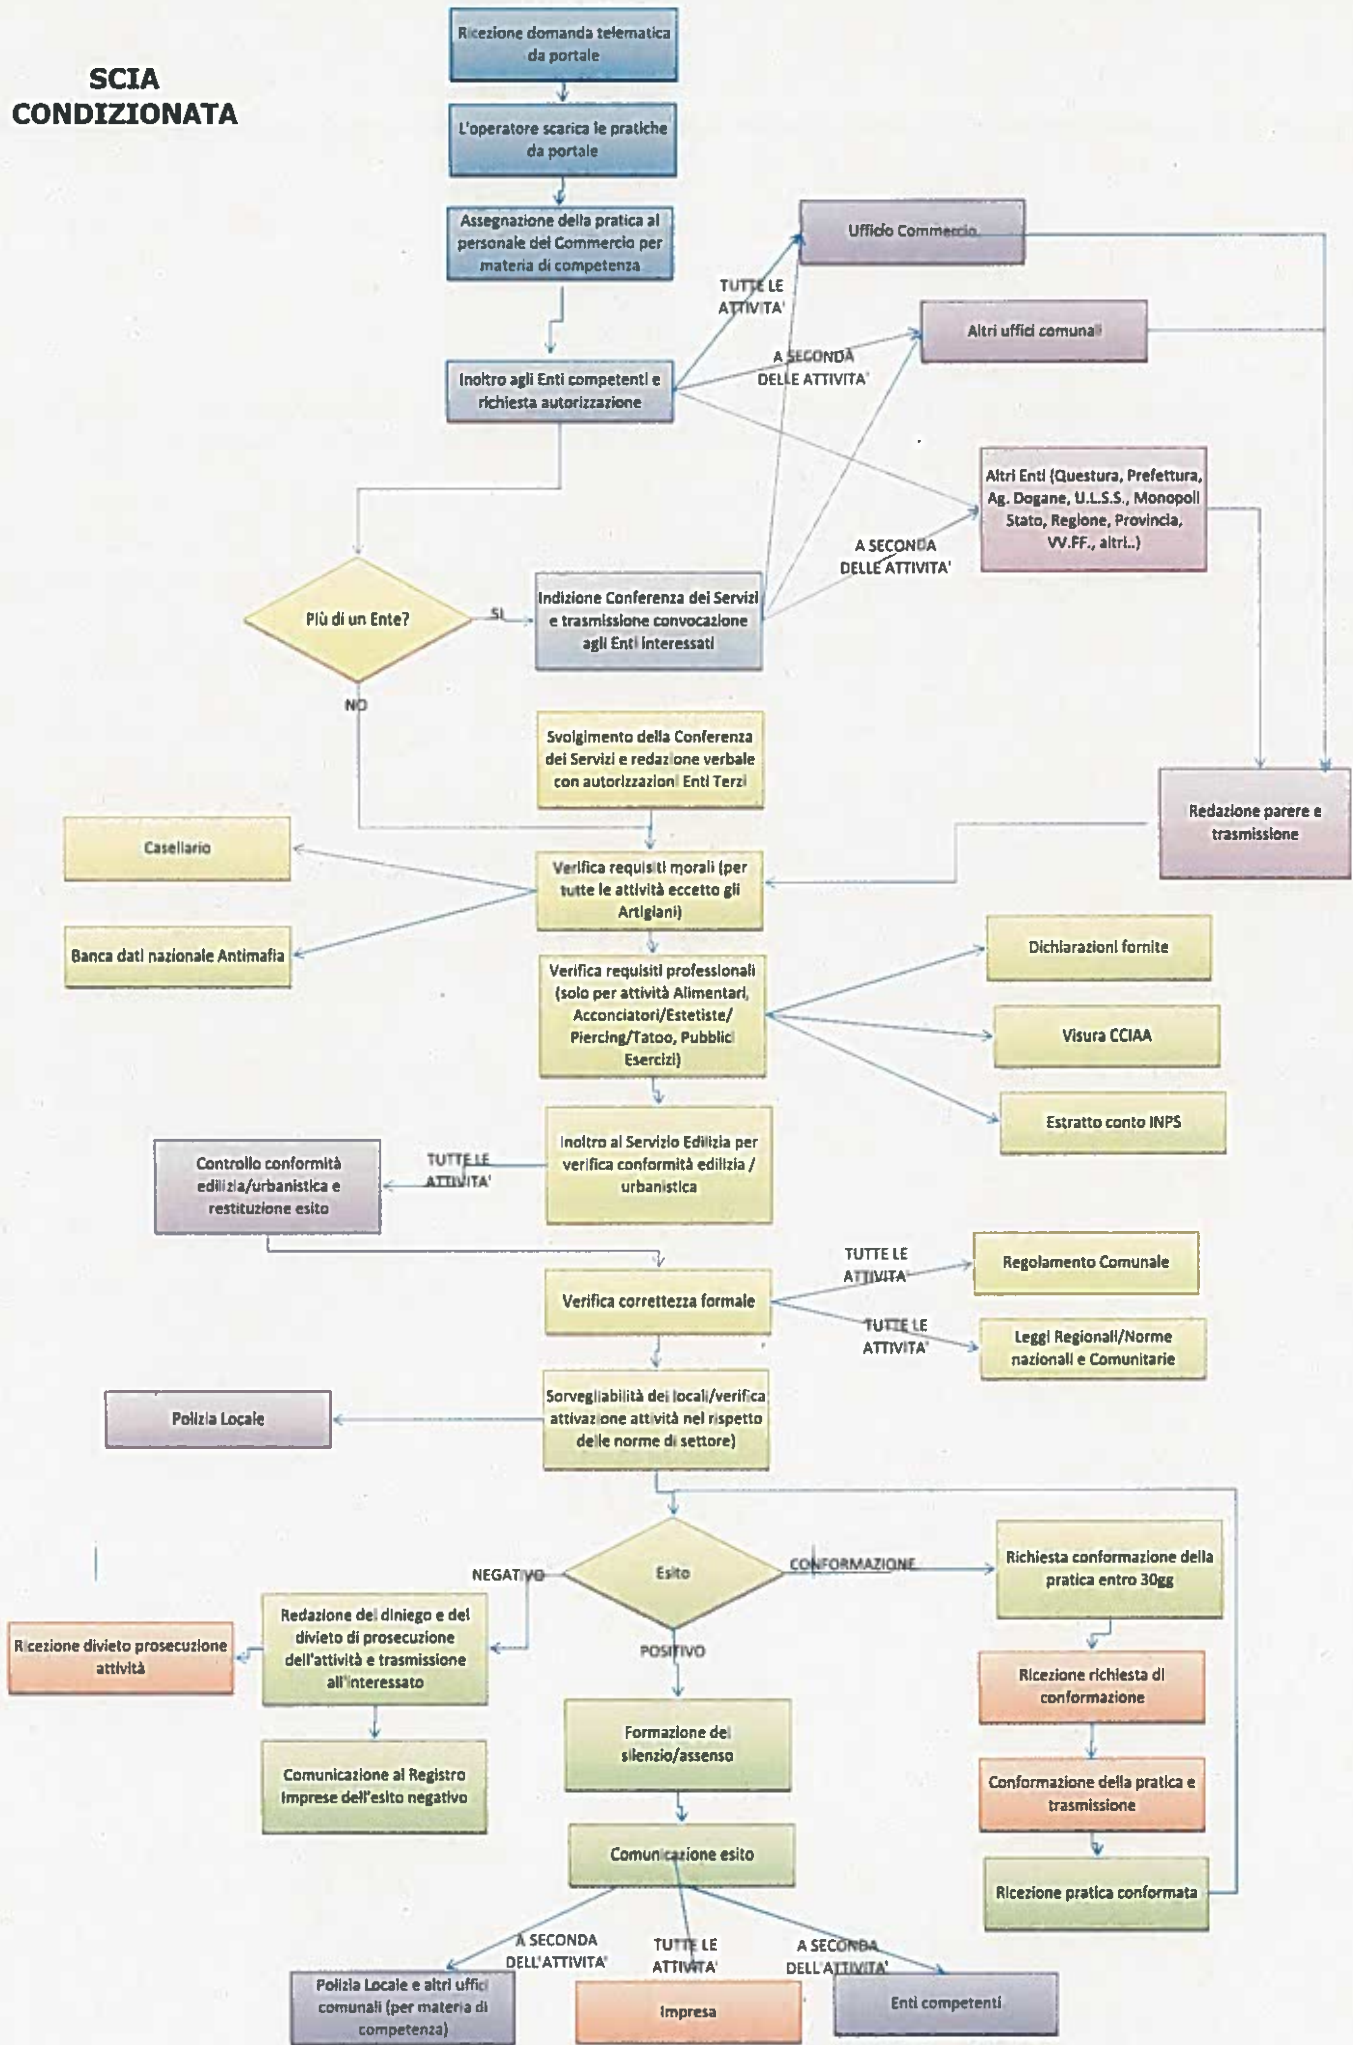 SCIA
CONDIZIONATA
Ricezione domanda telematica
da portale
L'operatore scarica le pratiche
da portale
Assegnazione della pratica al
personale del Commercio per
materia di competenza
Ufficio Commercio
TUTTE LE
ATTIVITA'
Altri uffici comunali
A SECONDA
DELLE ATTIVITA'
Inoltro agli Enti competenti e
richiesta autorizzazione
Altri Enti (Questura, Prefettura,
Ag. Dogane, U.L.S.S., Monopoli
Stato, Regione, Provincia,
VV.FF., altri..)
A SECONDA
DELLE ATTIVITA'
Più di un Ente?
SI
Indizione Conferenza dei Servizi
e trasmissione convocazione
agli Enti interessati
NO
Svolgimento della Conferenza
dei Servizi e redazione verbale
con autorizzazioni Enti Terzi
Redazione parere e
trasmissione
Casellario
Verifica requisiti morali (per
tutte le attività eccetto gli
Artigiani)
Banca dati nazionale Antimafia
Dichiarazioni fornite
Verifica requisiti professionali
(solo per attività Alimentari,
Acconciatori/Estetiste/
Piercing/Tatoo, Pubblici
Esercizi)
Visura CCIAA
Estratto conto INPS
Inoltro al Servizio Edilizia per
verifica conformità edilizia /
urbanistica
TUTTE LE
ATTIVITA'
Controllo conformità
edilizia/urbanistica e
restituzione esito
TUTTE LE
ATTIVITA'
Regolamento Comunale
Verifica correttezza formale
TUTTE LE
ATTIVITA'
Leggi Regionali/Norme
nazionali e Comunitarie
Sorvegliabilità dei locali/verifica
attivazione attività nel rispetto
delle norme di settore)
Polizia Locale
Esito
NEGATIVO
CONFORMAZIONE
POSITIVO
Richiesta conformazione della
pratica entro 30gg
Redazione del diniego e del
divieto di prosecuzione
dell'attività e trasmissione
all'interessato
Ricezione divieto prosecuzione
attività
Ricezione richiesta di
conformazione
Formazione del
silenzio/assenso
Comunicazione al Registro
Imprese dell'esito negativo
Conformazione della pratica e
trasmissione
Comunicazione esito
Ricezione pratica conformata
A SECONDA
DELL'ATTIVITA'
TUTTE LE
ATTIVITA'
A SECONDA
DELL'ATTIVITA'
Polizia Locale e altri uffici
comunali (per materia di
competenza)
Impresa
Enti competenti